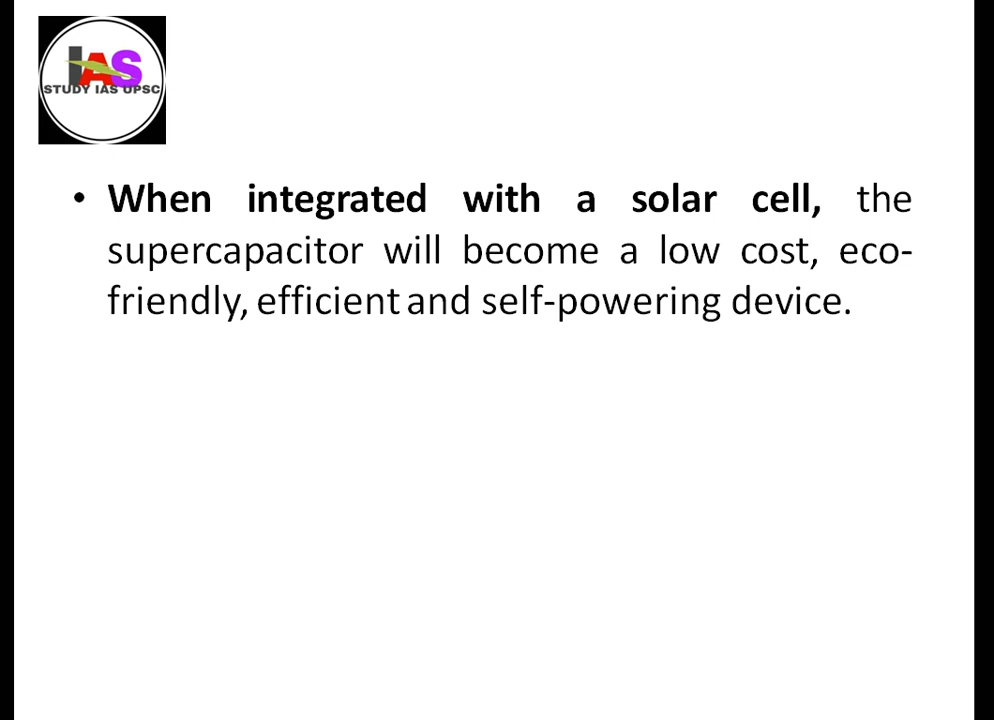 IAS
STUDY IAS UPSC
• When integrated with a solar cell, the
supercapacitor will become a low cost, eco-
friendly, efficient and self-powering device.